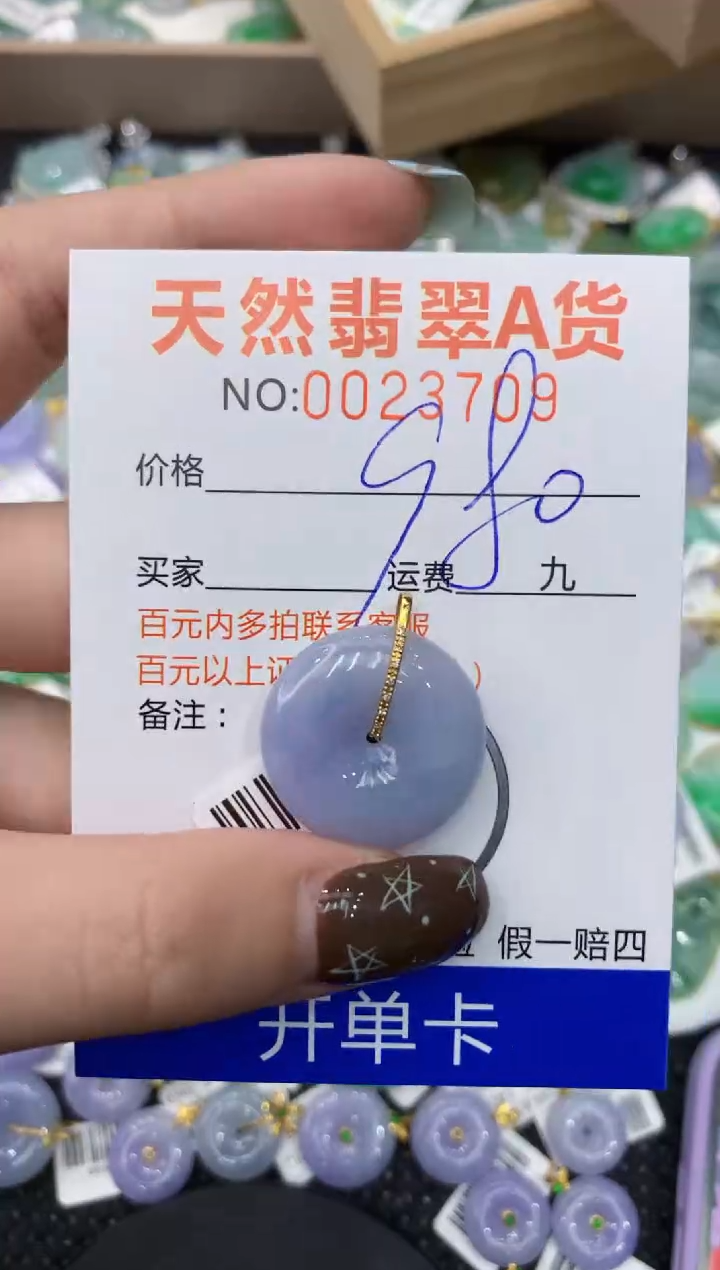 天然翡翠A货
NO:0023709
价格 980
买家 运费 九
百元内多拍联系客服
百元以上证 ）
备注：
假一赔四
开单卡